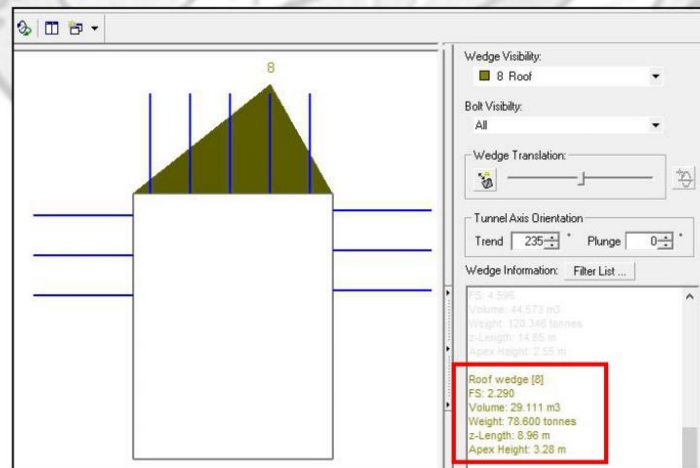 8
Wedge Visibility:
8 Roof
Bolt Visibilty:
All
Wedge Translation:
Tunnel Axis Orientation
Trend 235 ° Plunge 0 °
Wedge Information: Filter List ...
FS: 4.596
Volume: 44.573 m3
Weight: 120.346 tonnes
z-Length: 14.65 m
Apex Height: 2.55 m
Roof wedge [8]
FS: 2.290
Volume: 29.111 m3
Weight: 78.600 tonnes
z-Length: 8.96 m
Apex Height: 3.28 m